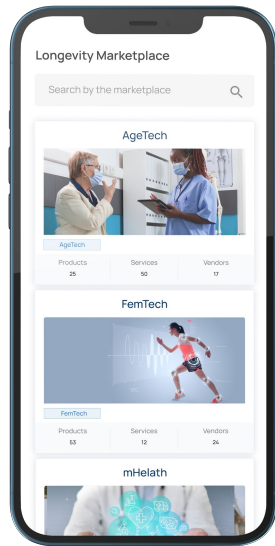 Longevity Marketplace
Search by the marketplace
AgeTech
AgeTech
Products Services Vendors
25 50 17
FemTech
FemTech
Products Services Vendors
53 12 24
mHelath